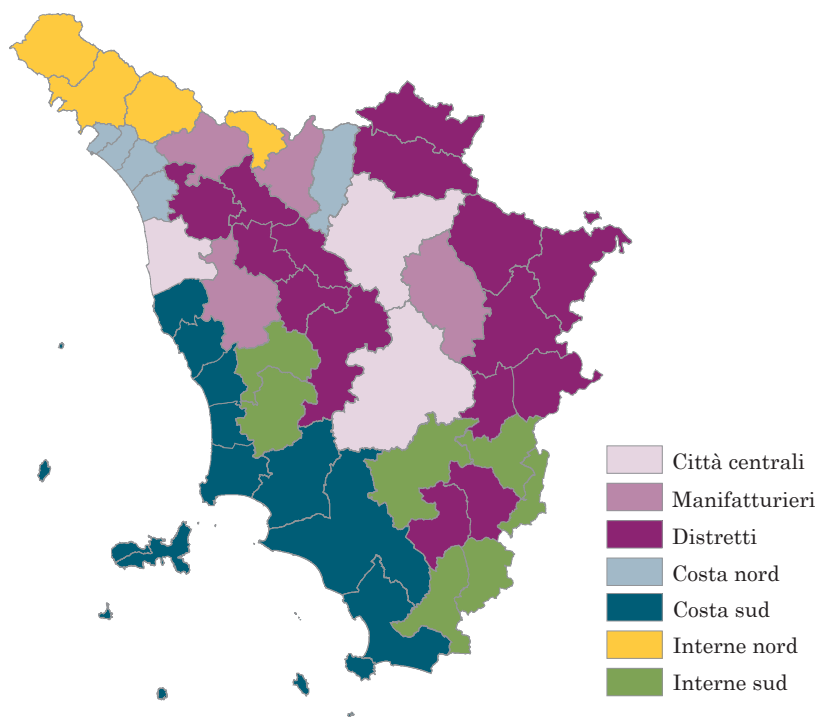 Città centrali
Manifatturieri
Distretti
Costa nord
Costa sud
Interne nord
Interne sud